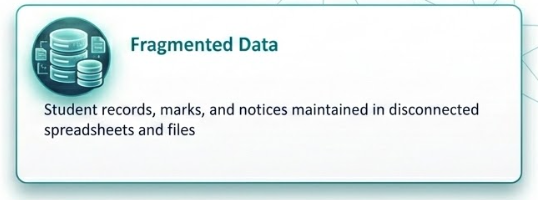 Fragmented Data
Student records, marks, and notices maintained in disconnected
spreadsheets and files